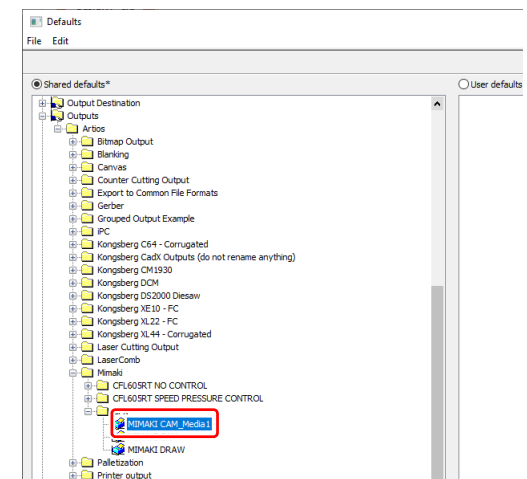 Defaults
File Edit
Shared defaults*
User defaults
Output Destination
Outputs
Artios
Bitmap Output
Blanking
Canvas
Counter Cutting Output
Export to Common File Formats
Gerber
Grouped Output Example
iPC
Kongsberg C64 - Corrugated
Kongsberg CadX Outputs (do not rename anything)
Kongsberg CM1930
Kongsberg DCM
Kongsberg DS2000 Diesaw
Kongsberg XE10 - FC
Kongsberg XL22 - FC
Kongsberg XL44 - Corrugated
Laser Cutting Output
LaserComb
Mimaki
CFL605RT NO CONTROL
CFL605RT SPEED PRESSURE CONTROL
MIMAKI CAM_Media1
MIMAKI DRAW
Palletization
Printer output